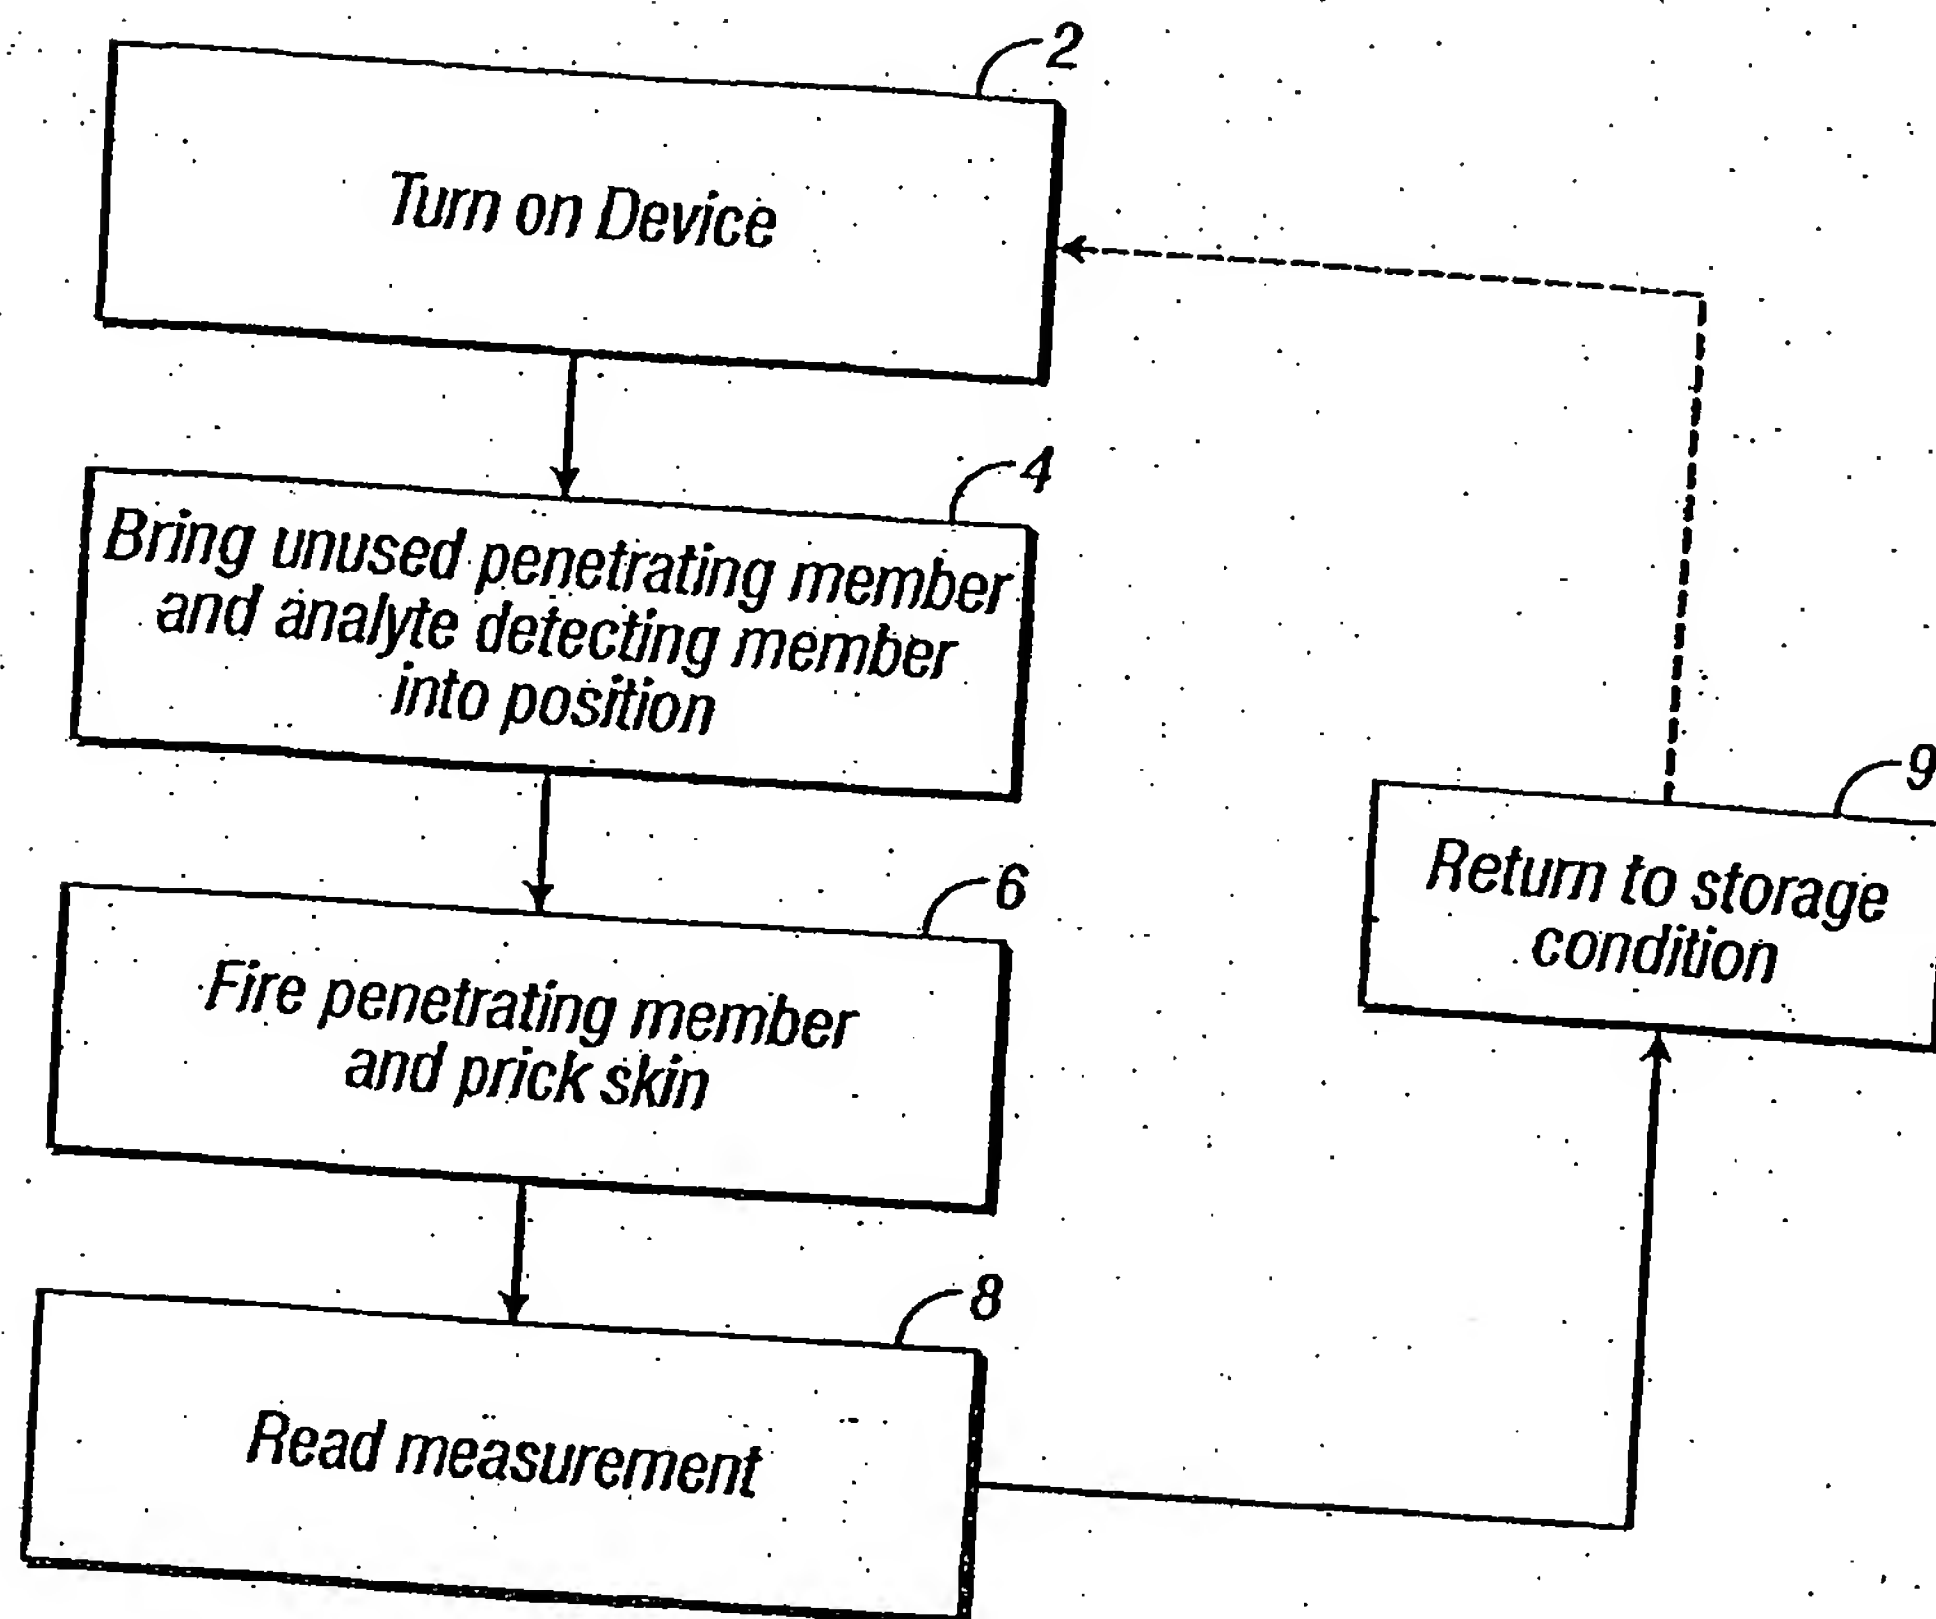 2
Turn on Device
4
Bring unused penetrating member
and analyte detecting member
into position
6
Fire penetrating member
and prick skin
8
Read measurement
9
Return to storage
condition